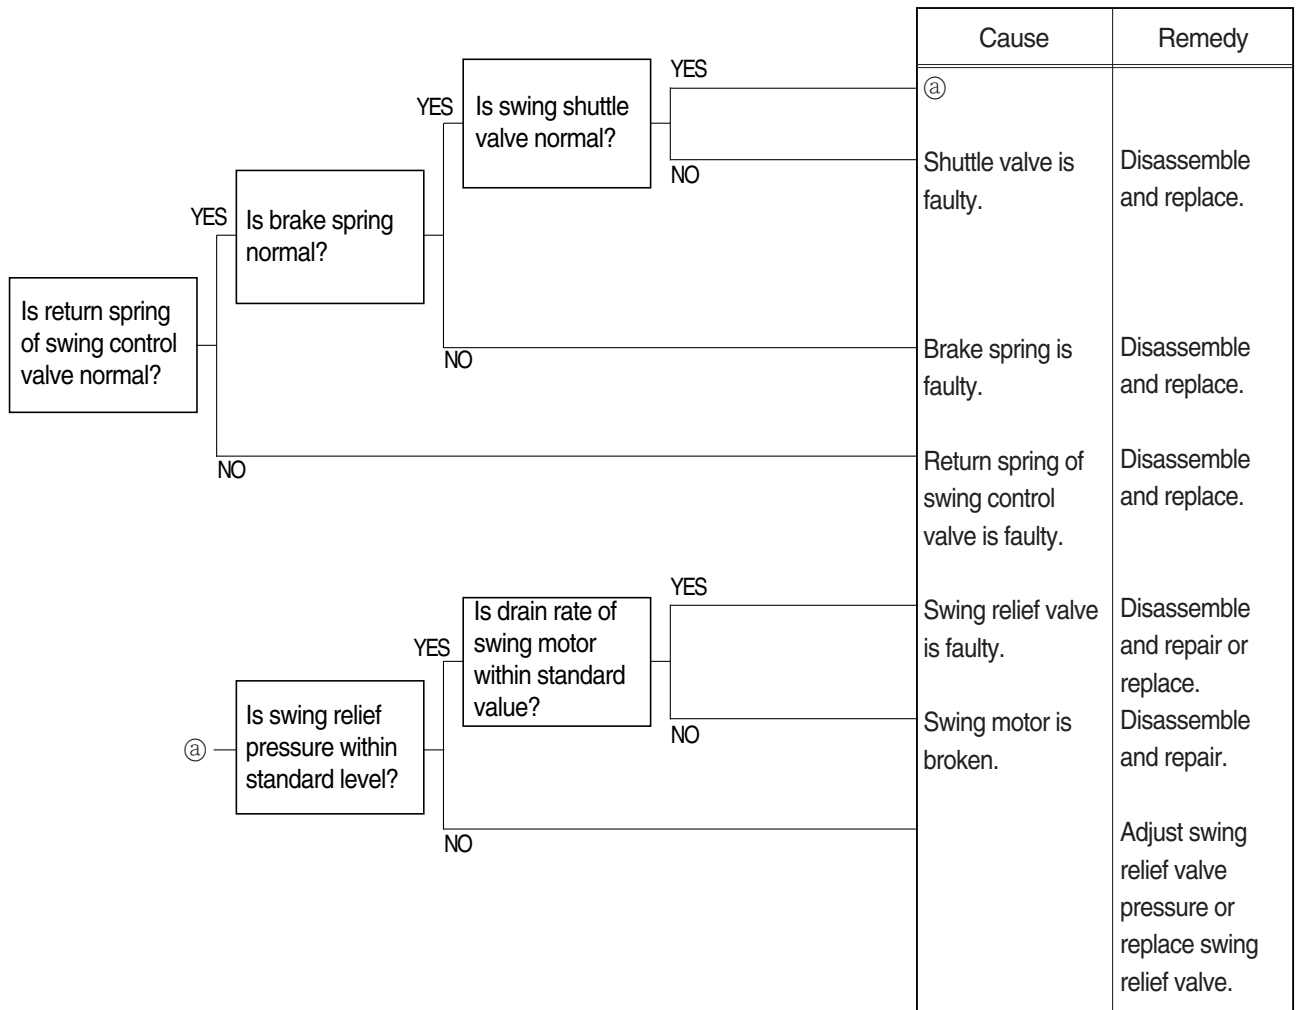 Cause
Remedy
YES
ⓐ
YES
Is swing shuttle
valve normal?
Shuttle valve is
faulty.
Disassemble
and replace.
NO
YES
Is brake spring
normal?
Is return spring
of swing control
valve normal?
Brake spring is
faulty.
Disassemble
and replace.
NO
NO
Return spring of
swing control
valve is faulty.
Disassemble
and replace.
YES
Is drain rate of
swing motor
within standard
value?
YES
Swing relief valve
is faulty.
Disassemble
and repair or
replace.
ⓐ
Is swing relief
pressure within
standard level?
NO
Swing motor is
broken.
Disassemble
and repair.
NO
Adjust swing
relief valve
pressure or
replace swing
relief valve.